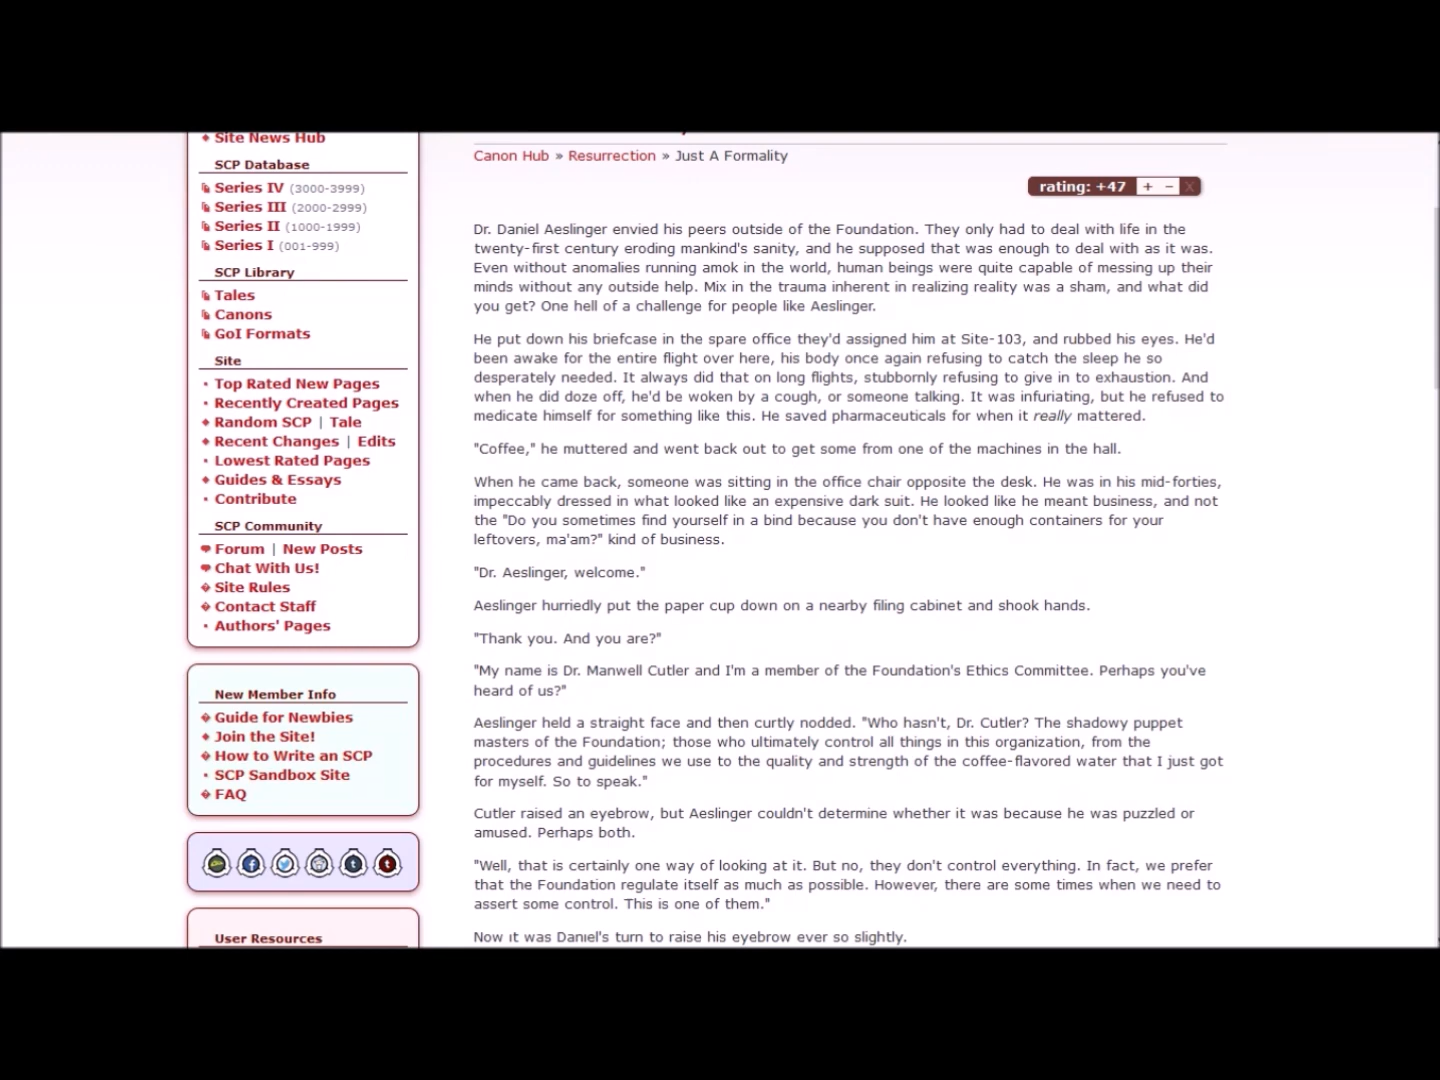 Site News Hub
SCP Database
Series IV (3000-3999)
Series III (2000-2999)
Series II (1000-1999)
Series I (001-999)
SCP Library
Tales
Canons
GoI Formats
Site
Top Rated New Pages
Recently Created Pages
Random SCP | Tale
Recent Changes | Edits
Lowest Rated Pages
Guides & Essays
Contribute
SCP Community
Forum | New Posts
Chat With Us!
Site Rules
Contact Staff
Authors' Pages
New Member Info
Guide for Newbies
Join the Site!
How to Write an SCP
SCP Sandbox Site
FAQ
User Resources
Canon Hub » Resurrection » Just A Formality
rating: +47 + – X
Dr. Daniel Aeslinger envied his peers outside of the Foundation. They only had to deal with life in the
twenty-first century eroding mankind's sanity, and he supposed that was enough to deal with as it was.
Even without anomalies running amok in the world, human beings were quite capable of messing up their
minds without any outside help. Mix in the trauma inherent in realizing reality was a sham, and what did
you get? One hell of a challenge for people like Aeslinger.
He put down his briefcase in the spare office they'd assigned him at Site-103, and rubbed his eyes. He'd
been awake for the entire flight over here, his body once again refusing to catch the sleep he so
desperately needed. It always did that on long flights, stubbornly refusing to give in to exhaustion. And
when he did doze off, he'd be woken by a cough, or someone talking. It was infuriating, but he refused to
medicate himself for something like this. He saved pharmaceuticals for when it really mattered.
"Coffee," he muttered and went back out to get some from one of the machines in the hall.
When he came back, someone was sitting in the office chair opposite the desk. He was in his mid-forties,
impeccably dressed in what looked like an expensive dark suit. He looked like he meant business, and not
the "Do you sometimes find yourself in a bind because you don't have enough containers for your
leftovers, ma'am?" kind of business.
"Dr. Aeslinger, welcome."
Aeslinger hurriedly put the paper cup down on a nearby filing cabinet and shook hands.
"Thank you. And you are?"
"My name is Dr. Manwell Cutler and I'm a member of the Foundation's Ethics Committee. Perhaps you've
heard of us?"
Aeslinger held a straight face and then curtly nodded. "Who hasn't, Dr. Cutler? The shadowy puppet
masters of the Foundation; those who ultimately control all things in this organization, from the
procedures and guidelines we use to the quality and strength of the coffee-flavored water that I just got
for myself. So to speak."
Cutler raised an eyebrow, but Aeslinger couldn't determine whether it was because he was puzzled or
amused. Perhaps both.
"Well, that is certainly one way of looking at it. But no, they don't control everything. In fact, we prefer
that the Foundation regulate itself as much as possible. However, there are some times when we need to
assert some control. This is one of them."
Now it was Daniel's turn to raise his eyebrow ever so slightly.